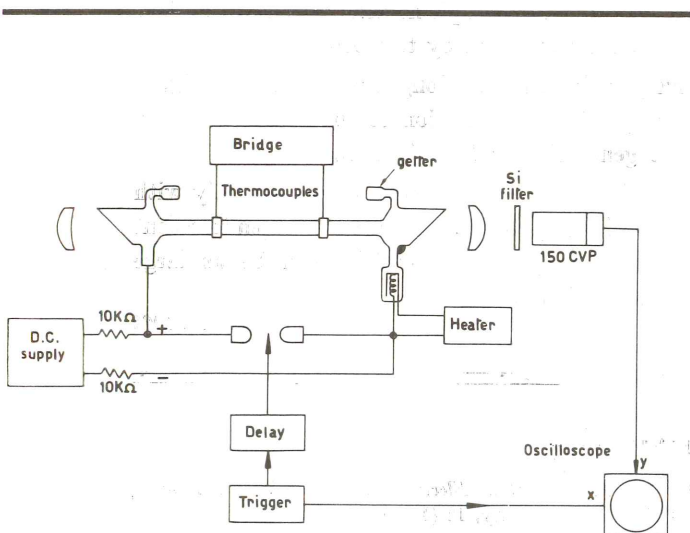 Bridge
getter
Thermocouples
Si
filter
150 CVP
10KΩ
+
D.C.
supply
Heater
−
10KΩ
Delay
Oscilloscope
y
Trigger
x